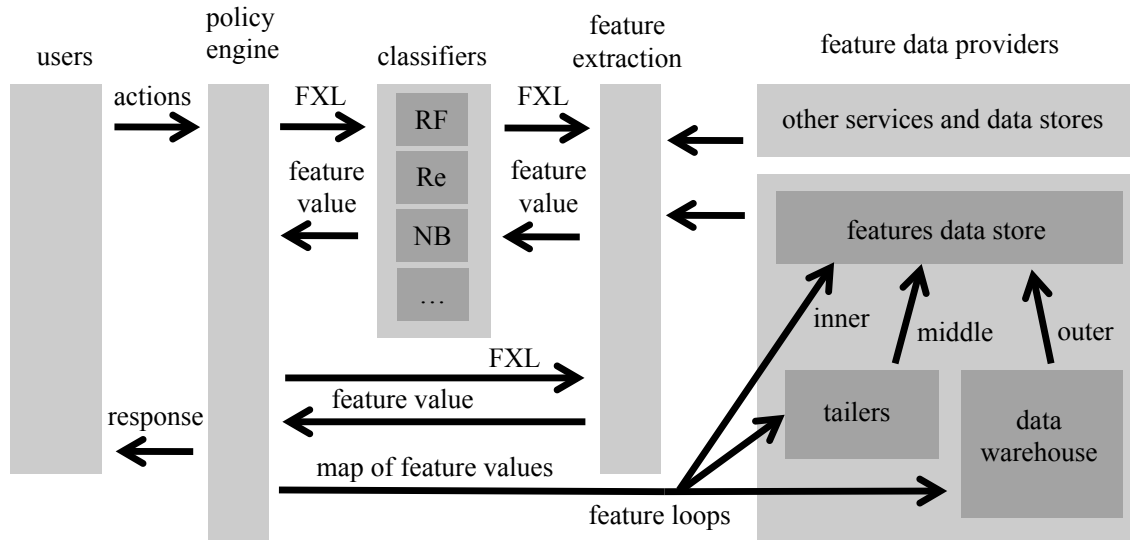 users
policy
engine
classifiers
feature
extraction
feature data providers
actions
FXL
FXL
RF
Re
NB
…
feature
value
feature
value
other services and data stores
features data store
inner
middle
outer
tailers
data
warehouse
FXL
feature value
response
map of feature values
feature loops